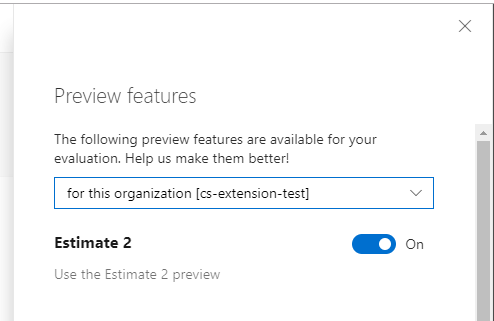 Preview features
The following preview features are available for your
evaluation. Help us make them better!
for this organization [cs-extension-test]
Estimate 2
On
Use the Estimate 2 preview